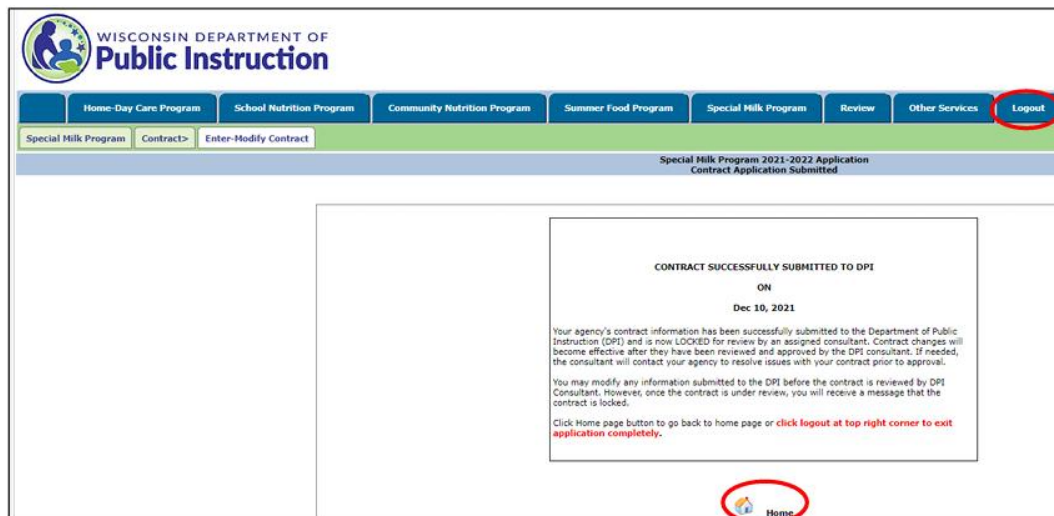 WISCONSIN DEPARTMENT OF
Public Instruction
Home-Day Care Program School Nutrition Program Community Nutrition Program Summer Food Program Special Milk Program Review Other Services Logout
Special Milk Program Contract> Enter-Modify Contract
Special Milk Program 2021-2022 Application
Contract Application Submitted
CONTRACT SUCCESSFULLY SUBMITTED TO DPI
ON
Dec 10, 2021
Your agency's contract information has been successfully submitted to the Department of Public
Instruction (DPI) and is now LOCKED for review by an assigned consultant. Contract changes will
become effective after they have been reviewed and approved by the DPI consultant. If needed,
the consultant will contact your agency to resolve issues with your contract prior to approval.
You may modify any information submitted to the DPI before the contract is reviewed by DPI
Consultant. However, once the contract is under review, you will receive a message that the
contract is locked.
Click Home page button to go back to home page or click logout at top right corner to exit
application completely.
Home